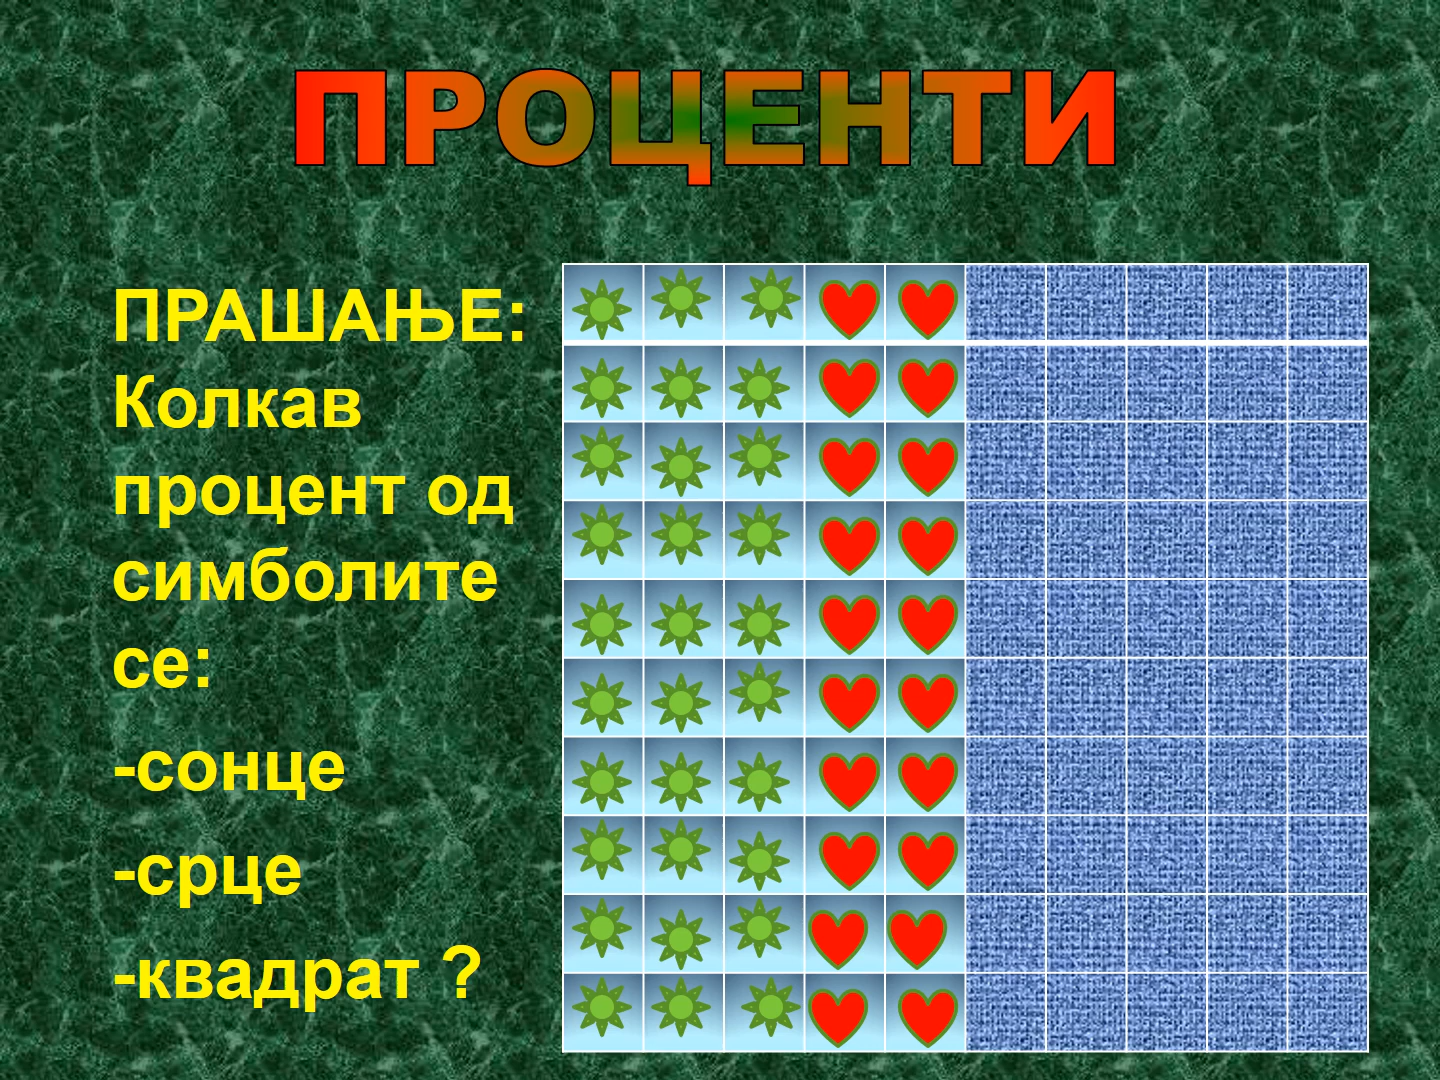 ПРОЦЕНТИ
ПРАШАЊЕ:
Колкав
процент од
симболите
се:
-сонце
-срце
-квадрат ?